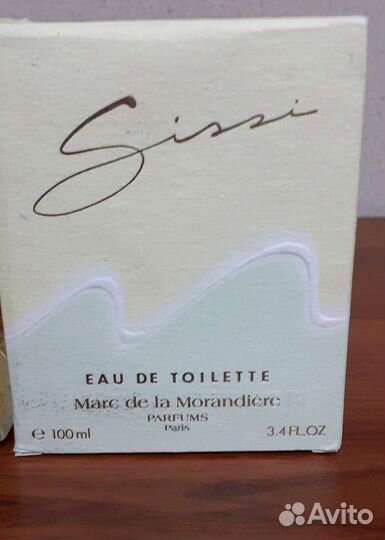 Sissi
EAU DE TOILETTE
Marc de la Morandière
PARFUMS
Paris
℮ 100 ml 3.4 FL.OZ
Avito